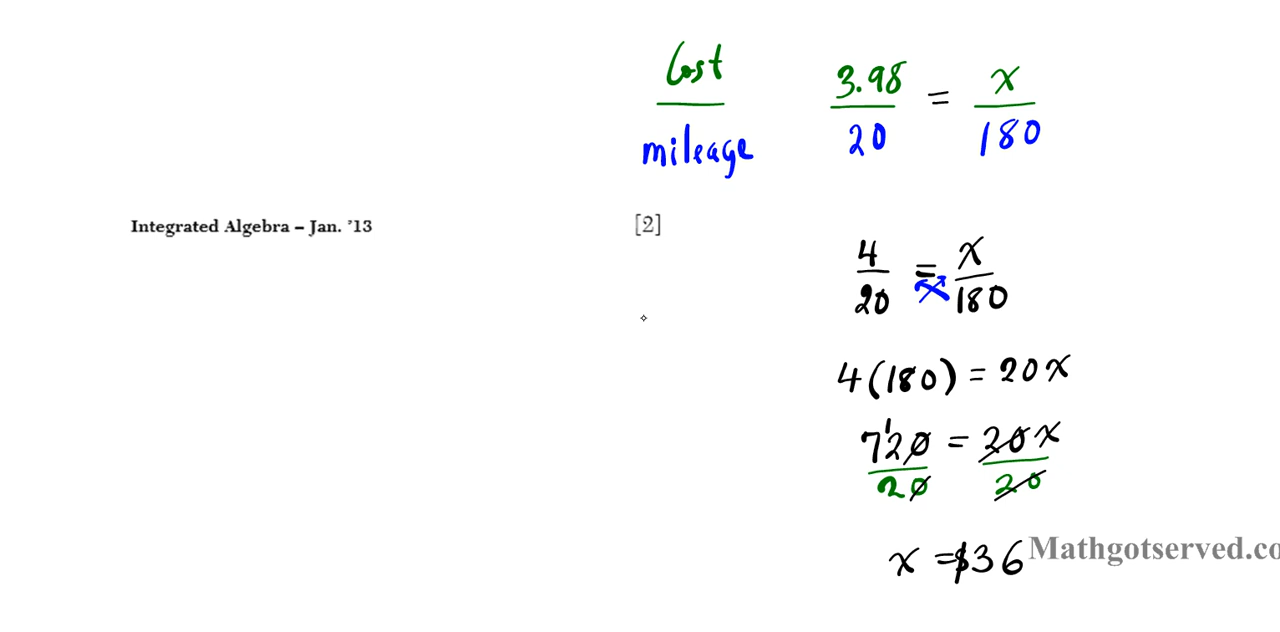 Cost 3.98 = x
mileage 20 180
Integrated Algebra – Jan. '13 [2]
4 = x
20 180
4(180) = 20x
720 = 20x
20 20
x = $36
Mathgotserved.co